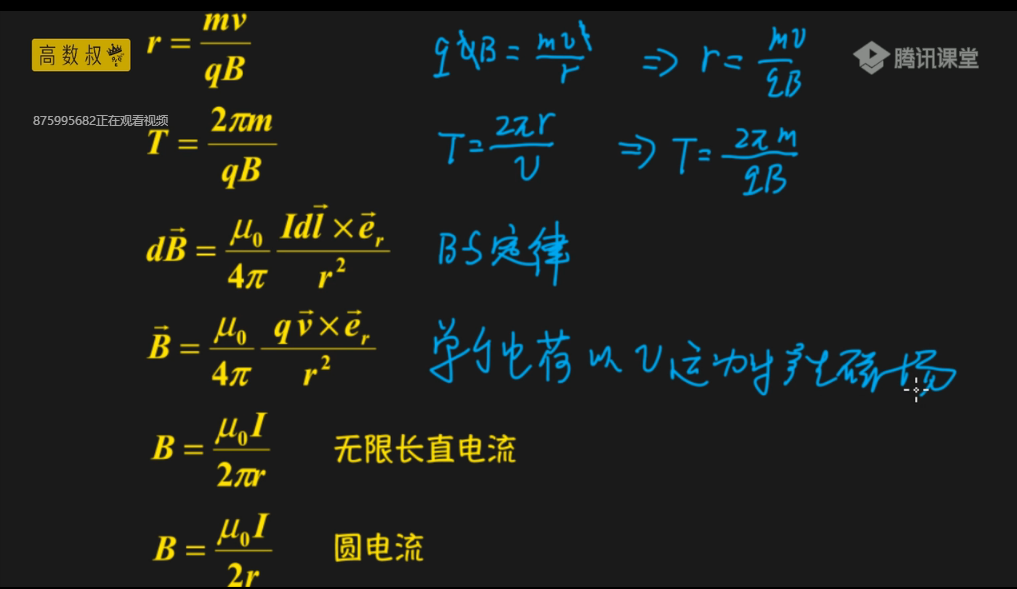 高数叔
腾讯课堂
875995682正在观看视频
r = mv / qB
qvB = mv² / r ⇒ r = mv / qB
T = 2πm / qB
T = 2πr / v ⇒ T = 2πm / qB
dB⃗ = μ₀ / 4π Idl⃗ × e⃗ᵣ / r²
BS定律
B⃗ = μ₀ / 4π qv⃗ × e⃗ᵣ / r²
单个电荷以v运动时产生磁场
B = μ₀I / 2πr 无限长直电流
B = μ₀I / 2r 圆电流